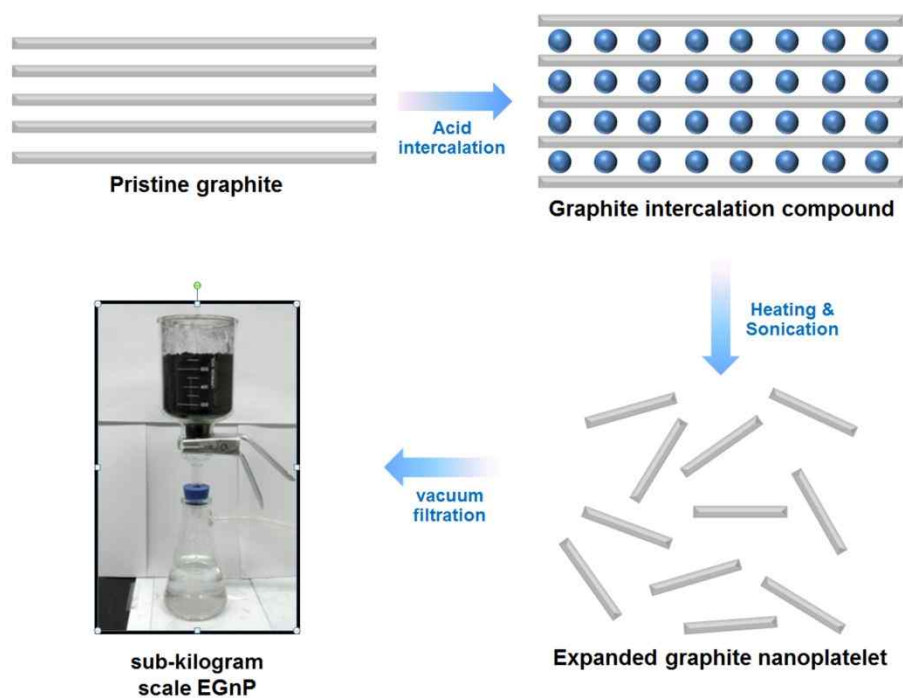 Pristine graphite
Acid
intercalation
Graphite intercalation compound
Heating &
Sonication
Expanded graphite nanoplatelet
vacuum
filtration
sub-kilogram
scale EGnP